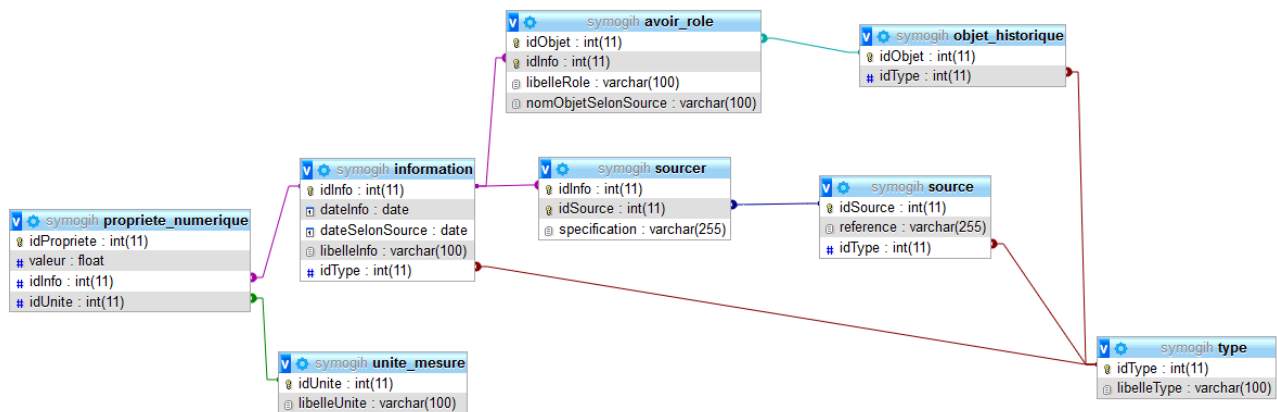 symogih avoir_role
idObjet : int(11)
idInfo : int(11)
libelleRole : varchar(100)
nomObjetSelonSource : varchar(100)
symogih objet_historique
idObjet : int(11)
idType : int(11)
symogih information
idInfo : int(11)
dateInfo : date
dateSelonSource : date
libelleInfo : varchar(100)
idType : int(11)
symogih sourcer
idInfo : int(11)
idSource : int(11)
specification : varchar(255)
symogih source
idSource : int(11)
reference : varchar(255)
idType : int(11)
symogih propriete_numerique
idPropriete : int(11)
valeur : float
idInfo : int(11)
idUnite : int(11)
symogih unite_mesure
idUnite : int(11)
libelleUnite : varchar(100)
symogih type
idType : int(11)
libelleType : varchar(100)